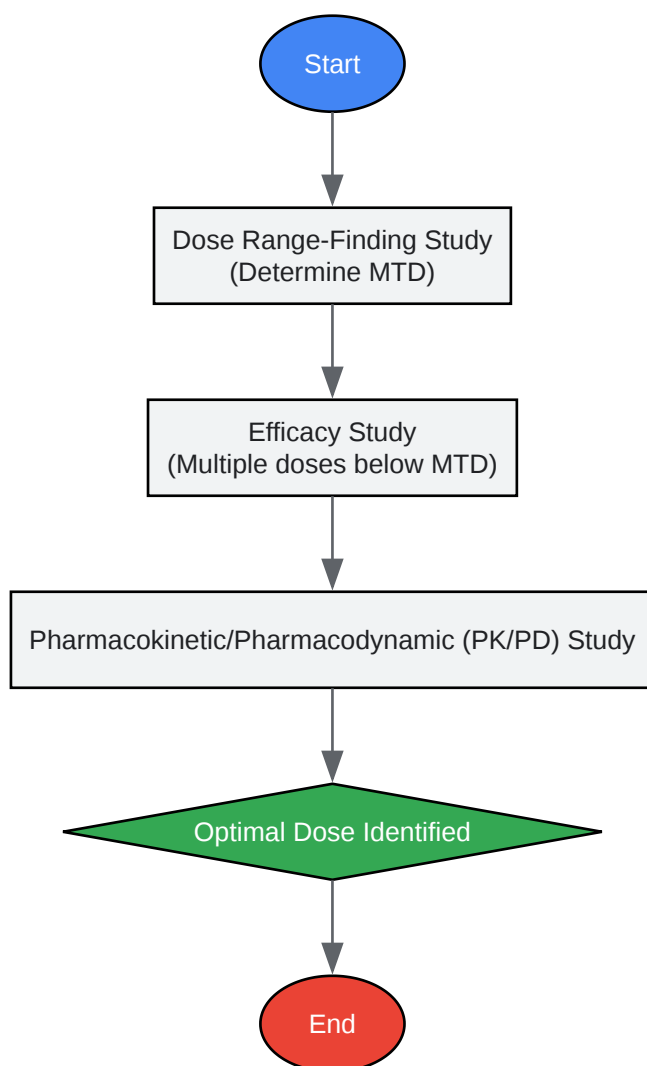 Start
Dose Range-Finding Study
(Determine MTD)
Efficacy Study
(Multiple doses below MTD)
Pharmacokinetic/Pharmacodynamic (PK/PD) Study
Optimal Dose Identified
End